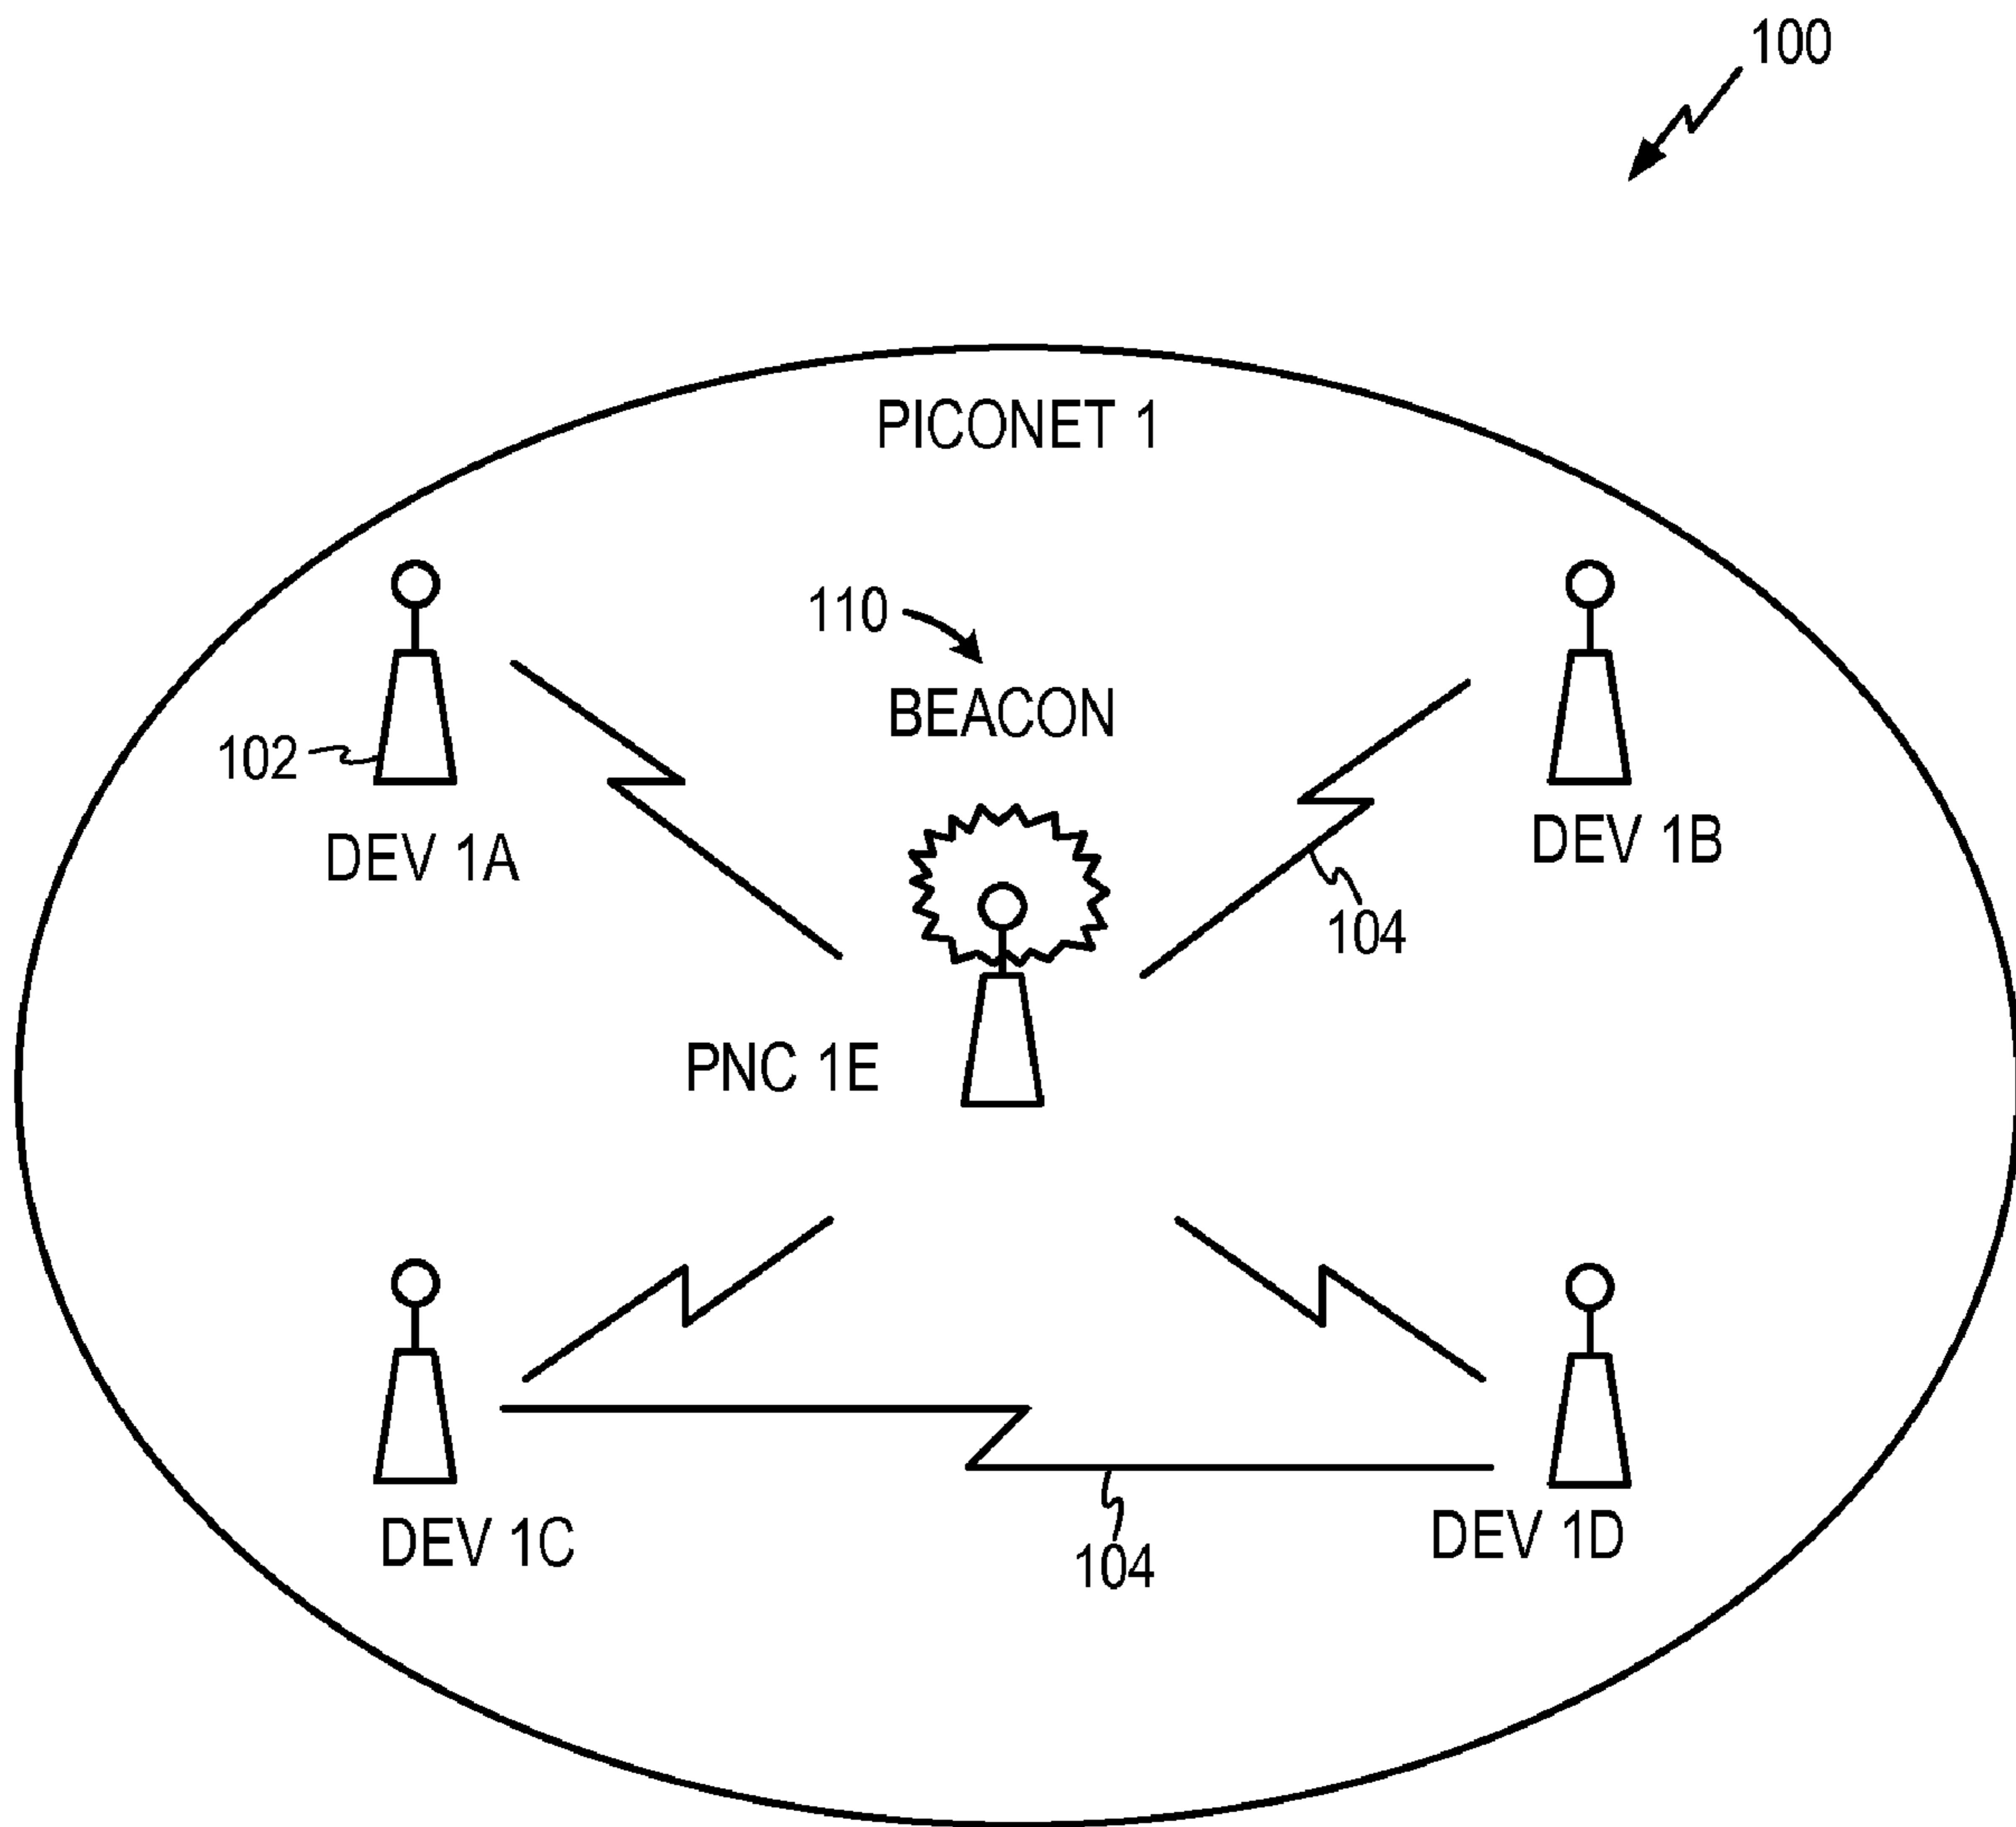 100
PICONET 1
110
BEACON
102
DEV 1A
DEV 1B
104
PNC 1E
DEV 1C
DEV 1D
104